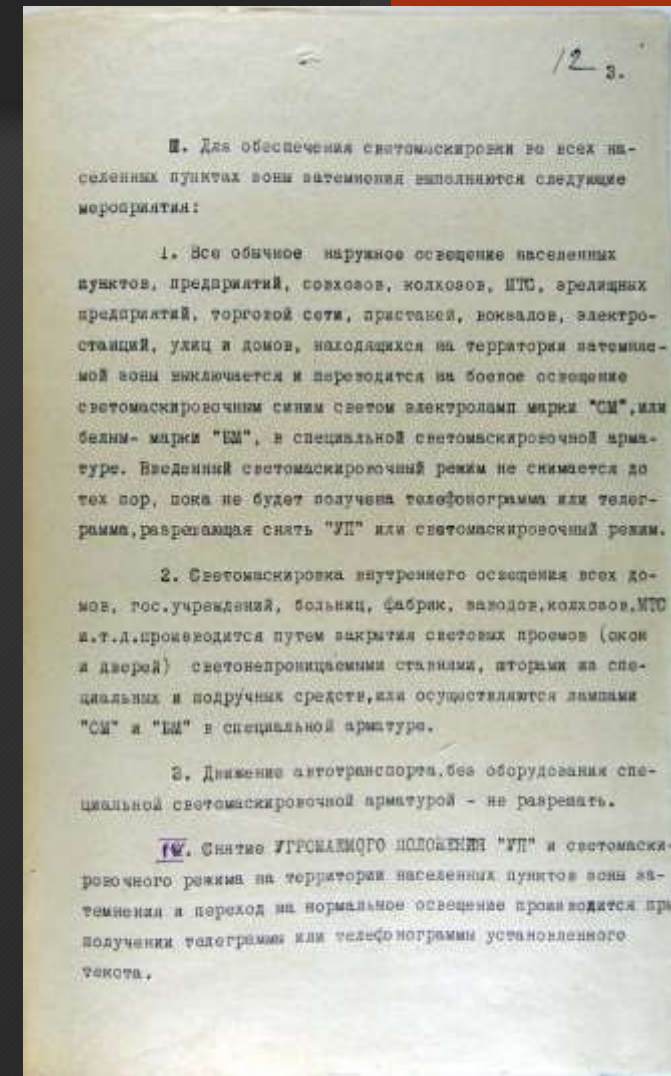 12 3.
III. Для обеспечения светомаскировки во всех на-
селенных пунктах зоны затемнения выполняются следующие
мероприятия:
1. Все обычное наружное освещение населенных
пунктов, предприятий, совхозов, колхозов, МТС, зрелищных
предприятий, торговой сети, пристаней, вокзалов, электро-
станций, улиц и домов, находящихся на территории затемняе-
мой зоны выключается и переводится на боевое освещение
светомаскировочным синим светом электроламп марки "СМ",или
белым- марки "БМ", в специальной светомаскировочной арма-
туре. Введенный светомаскировочный режим не снимается до
тех пор, пока не будет получена телефонограмма или телег-
рамма,разрешающая снять "УП" или светомаскировочный режим.
2. Светомаскировка внутреннего освещения всех до-
мов, гос.учреждений, больниц, фабрик, заводов,колхозов,МТС
и.т.д.производится путем закрытия световых проемов (окон
и дверей) светонепроницаемыми ставнями, шторами из спе-
циальных и подручных средств,или осуществляются лампами
"СМ" и "БМ" в специальной арматуре.
3. Движение автотранспорта,без оборудования спе-
циальной светомаскировочной арматурой - не разрешать.
IV. Снятие УГРОЖАЕМОГО ПОЛОЖЕНИЯ "УП" и светомаски-
ровочного режима на территории населенных пунктов зоны за-
темнения и переход на нормальное освещение производится при
получении телеграммы или телефонограммы установленного
текста.